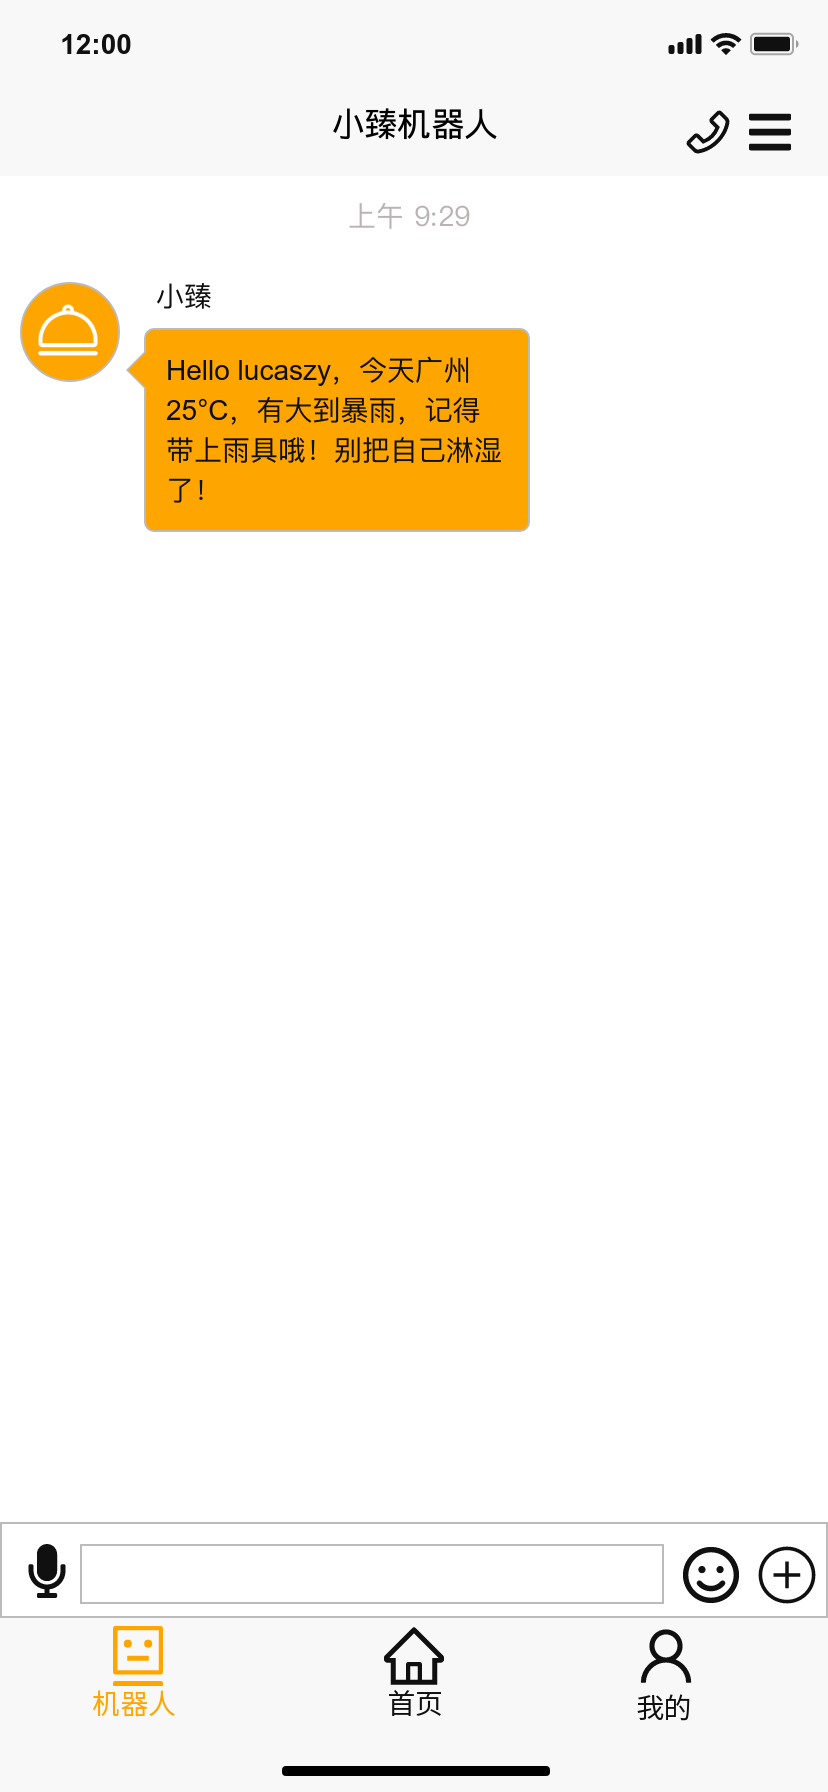 12:00
小臻机器人
上午 9:29
小臻
Hello lucaszy，今天广州
25°C，有大到暴雨，记得
带上雨具哦！别把自己淋湿
了！
机器人
首页
我的